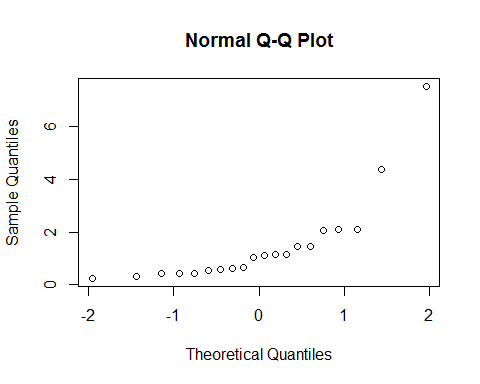 Normal Q-Q Plot
Sample Quantiles
6
4
2
0
-2 -1 0 1 2
Theoretical Quantiles